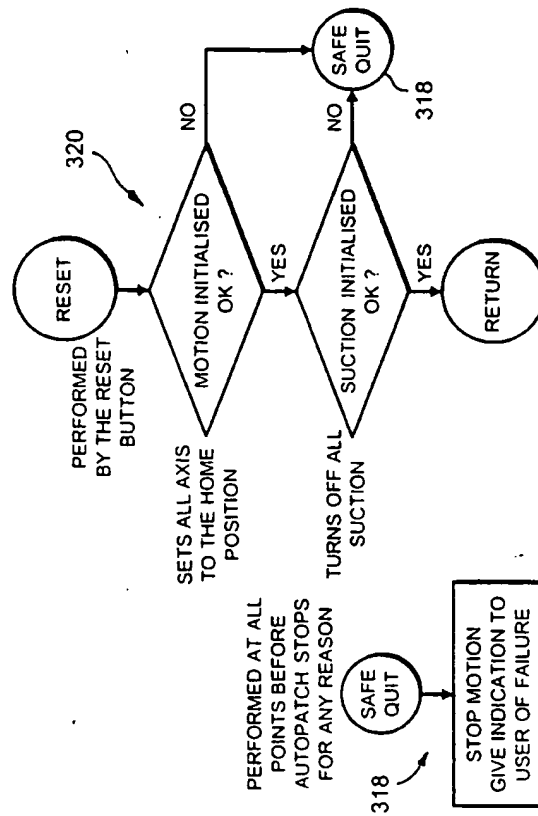 320
RESET
PERFORMED
BY THE RESET
BUTTON
MOTION INITIALISED
OK ?
NO
YES
SETS ALL AXIS
TO THE HOME
POSITION
SUCTION INITIALISED
OK ?
NO
YES
TURNS OFF ALL
SUCTION
SAFE
QUIT
318
RETURN
PERFORMED AT ALL
POINTS BEFORE
AUTOPATCH STOPS
FOR ANY REASON
SAFE
QUIT
318
STOP MOTION
GIVE INDICATION TO
USER OF FAILURE